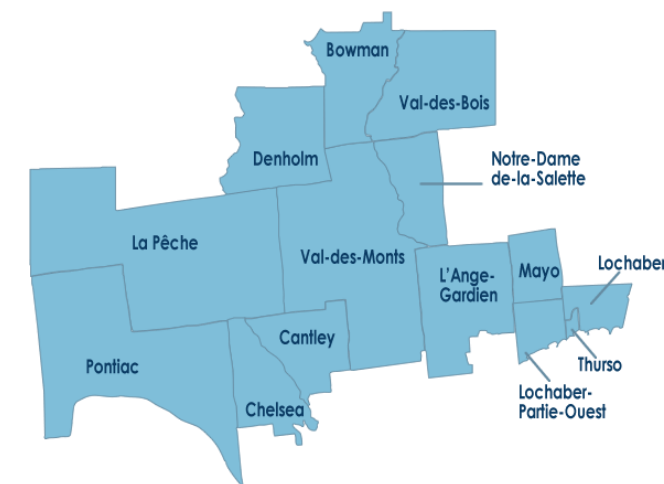 Bowman
Val-des-Bois
Denholm
Notre-Dame
de-la-Salette
La Pêche
Val-des-Monts
L'Ange-
Gardien
Mayo
Lochaber
Cantley
Pontiac
Thurso
Lochaber-
Partie-Ouest
Chelsea